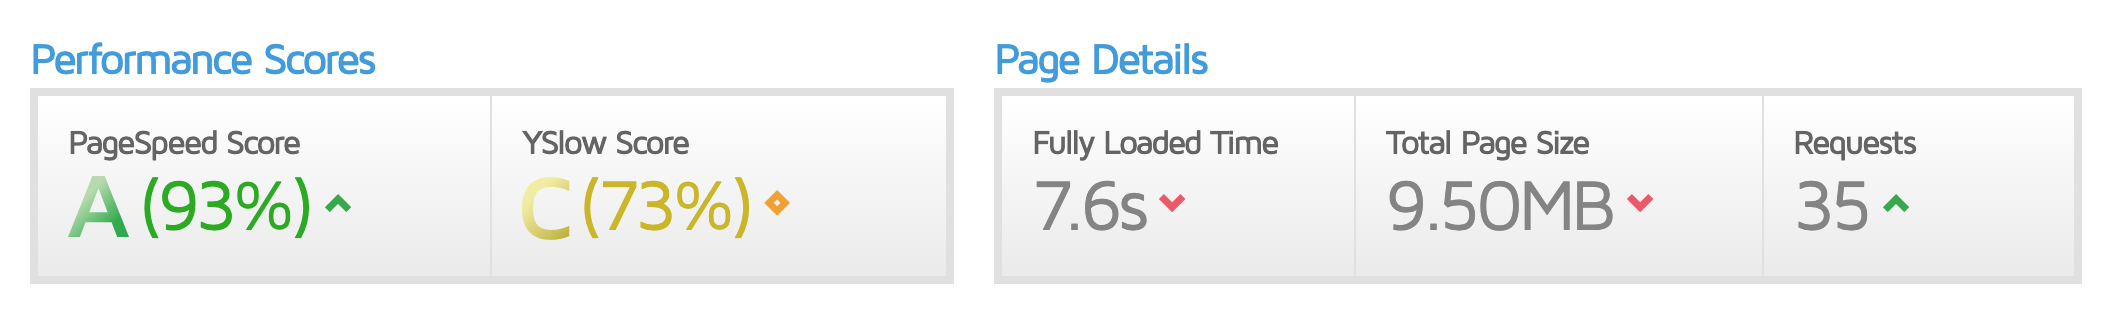 Performance Scores
PageSpeed Score
A (93%)
YSlow Score
C (73%)
Page Details
Fully Loaded Time
7.6s
Total Page Size
9.50MB
Requests
35